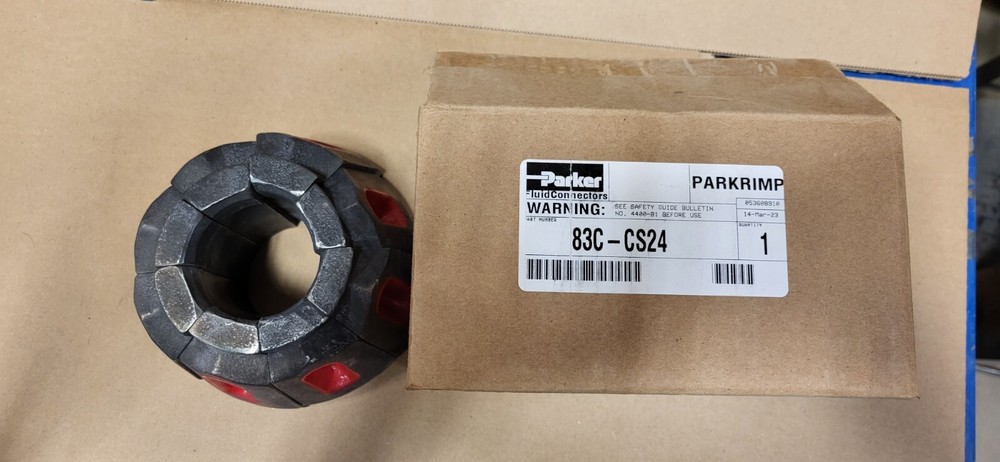 Parker
FluidConnectors
PARKRIMP
WARNING: SEE SAFETY GUIDE BULLETIN
NO. 4400-B1 BEFORE USE
14-Mar-23
QUANTITY
83C-CS24
1